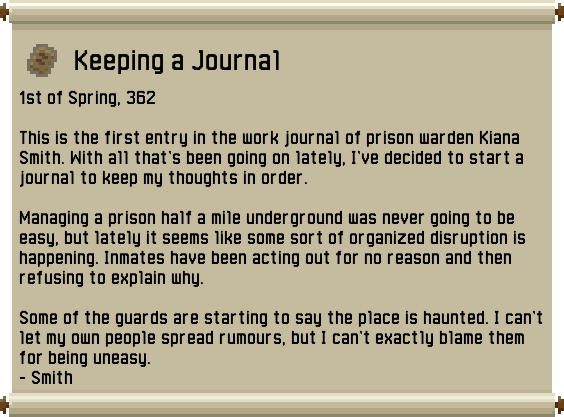 Keeping a Journal
1st of Spring, 362
This is the first entry in the work journal of prison warden Kiana
Smith. With all that's been going on lately, I've decided to start a
journal to keep my thoughts in order.
Managing a prison half a mile underground was never going to be
easy, but lately it seems like some sort of organized disruption is
happening. Inmates have been acting out for no reason and then
refusing to explain why.
Some of the guards are starting to say the place is haunted. I can't
let my own people spread rumours, but I can't exactly blame them
for being uneasy.
- Smith